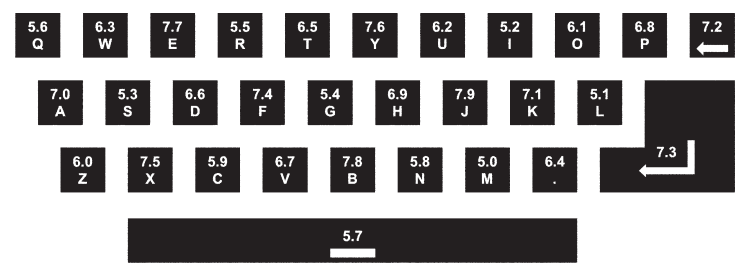 5.6 6.3 7.7 5.5 6.5 7.6 6.2 5.2 6.1 6.8 7.2
Q W E R T Y U I O P
7.0 5.3 6.6 7.4 5.4 6.9 7.9 7.1 5.1
A S D F G H J K L
7.3
6.0 7.5 5.9 6.7 7.8 5.8 5.0 6.4
Z X C V B N M .
5.7